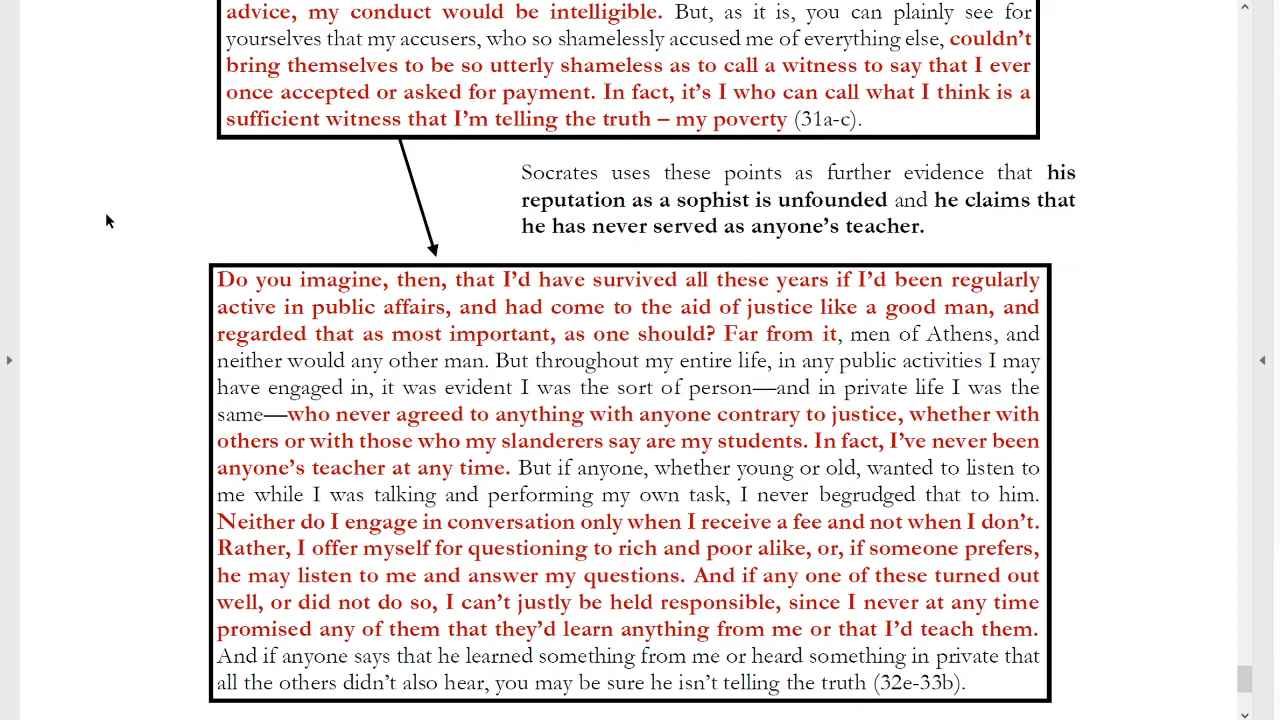 advice, my conduct would be intelligible. But, as it is, you can plainly see for
yourselves that my accusers, who so shamelessly accused me of everything else, couldn’t
bring themselves to be so utterly shameless as to call a witness to say that I ever
once accepted or asked for payment. In fact, it’s I who can call what I think is a
sufficient witness that I’m telling the truth – my poverty (31a-c).
Socrates uses these points as further evidence that his
reputation as a sophist is unfounded and he claims that
he has never served as anyone’s teacher.
Do you imagine, then, that I’d have survived all these years if I’d been regularly
active in public affairs, and had come to the aid of justice like a good man, and
regarded that as most important, as one should? Far from it, men of Athens, and
neither would any other man. But throughout my entire life, in any public activities I may
have engaged in, it was evident I was the sort of person—and in private life I was the
same—who never agreed to anything with anyone contrary to justice, whether with
others or with those who my slanderers say are my students. In fact, I’ve never been
anyone’s teacher at any time. But if anyone, whether young or old, wanted to listen to
me while I was talking and performing my own task, I never begrudged that to him.
Neither do I engage in conversation only when I receive a fee and not when I don’t.
Rather, I offer myself for questioning to rich and poor alike, or, if someone prefers,
he may listen to me and answer my questions. And if any one of these turned out
well, or did not do so, I can’t justly be held responsible, since I never at any time
promised any of them that they’d learn anything from me or that I’d teach them.
And if anyone says that he learned something from me or heard something in private that
all the others didn’t also hear, you may be sure he isn’t telling the truth (32e-33b).